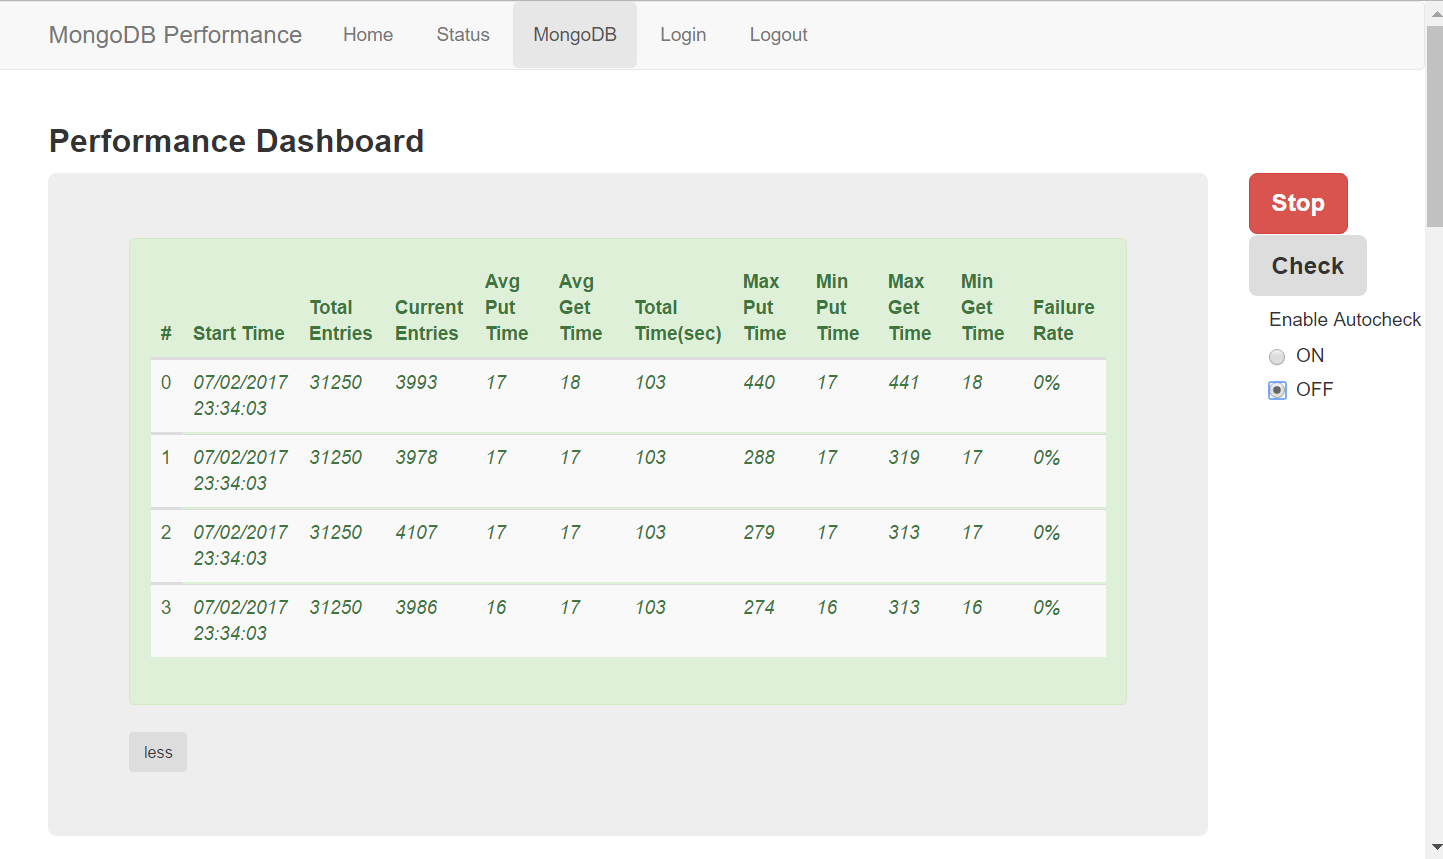 MongoDB Performance Home Status MongoDB Login Logout
Performance Dashboard
Stop
Check
Enable Autocheck
ON
OFF
# Start Time Total Entries Current Entries Avg Put Time Avg Get Time Total Time(sec) Max Put Time Min Put Time Max Get Time Min Get Time Failure Rate
0 07/02/2017 23:34:03 31250 3993 17 18 103 440 17 441 18 0%
1 07/02/2017 23:34:03 31250 3978 17 17 103 288 17 319 17 0%
2 07/02/2017 23:34:03 31250 4107 17 17 103 279 17 313 17 0%
3 07/02/2017 23:34:03 31250 3986 16 17 103 274 16 313 16 0%
less